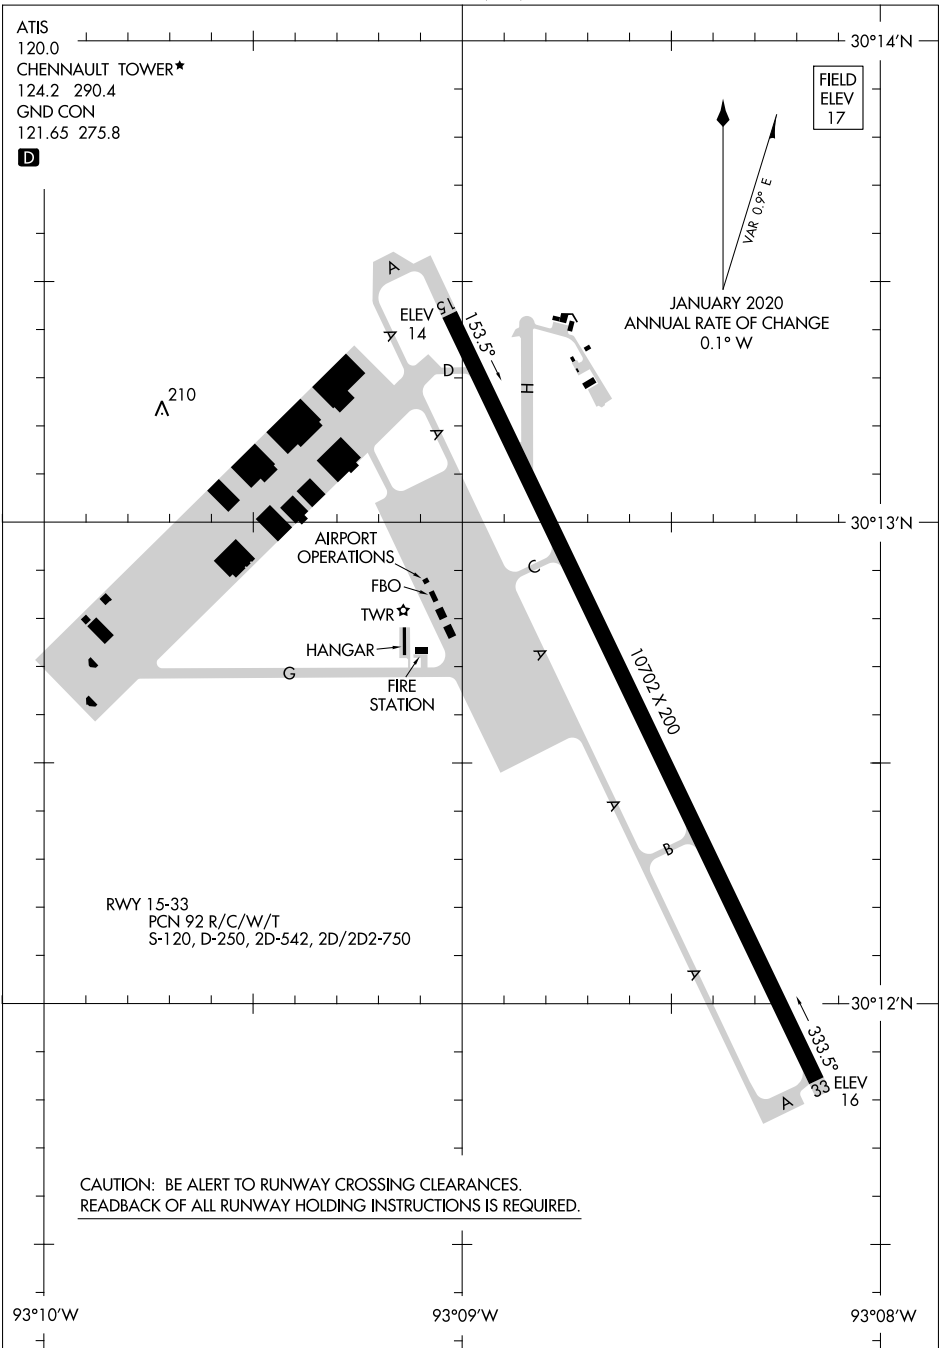 ATIS
120.0
CHENNAULT TOWER★
124.2 290.4
GND CON
121.65 275.8
D
30°14'N
FIELD
ELEV
17
VAR 0.9° E
JANUARY 2020
ANNUAL RATE OF CHANGE
0.1° W
A
ELEV
14
15
153.5°
A
D
H
210
A
30°13'N
AIRPORT
OPERATIONS
FBO
TWR
HANGAR
FIRE
STATION
C
A
G
10702 X 200
A
B
RWY 15-33
PCN 92 R/C/W/T
S-120, D-250, 2D-542, 2D/2D2-750
A
30°12'N
333.5°
33
ELEV
16
A
CAUTION: BE ALERT TO RUNWAY CROSSING CLEARANCES.
READBACK OF ALL RUNWAY HOLDING INSTRUCTIONS IS REQUIRED.
93°10'W
93°09'W
93°08'W